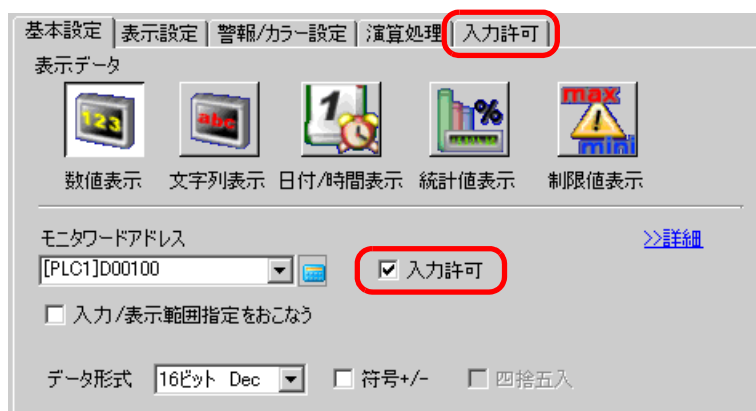 基本設定 表示設定 警報/カラー設定 演算処理 入力許可
表示データ
123 abc 1 % max mini
数値表示 文字列表示 日付/時間表示 統計値表示 制限値表示
モニタワードアドレス >>詳細
[PLC1]D00100 入力許可
入力/表示範囲指定をおこなう
データ形式 16ビット Dec 符号+/- 四捨五入